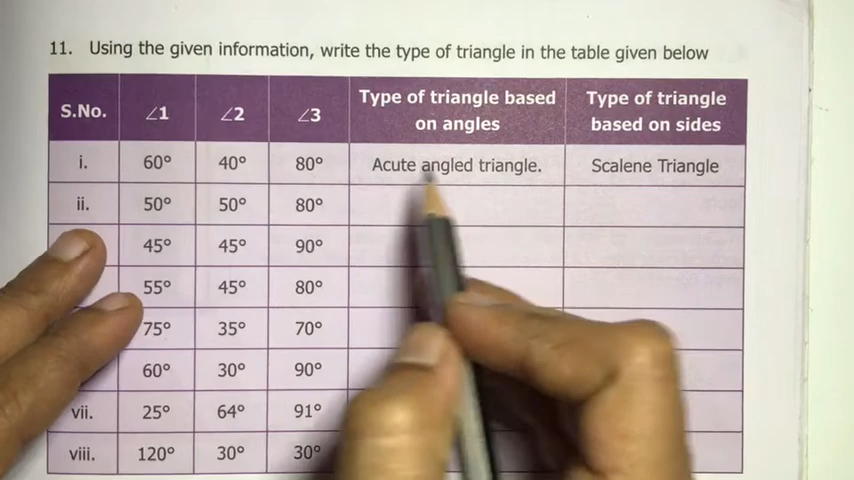 11. Using the given information, write the type of triangle in the table given below
S.No. ∠1 ∠2 ∠3 Type of triangle based on angles Type of triangle based on sides
i. 60° 40° 80° Acute angled triangle. Scalene Triangle
ii. 50° 50° 80°
45° 45° 90°
55° 45° 80°
75° 35° 70°
60° 30° 90°
vii. 25° 64° 91°
viii. 120° 30° 30°